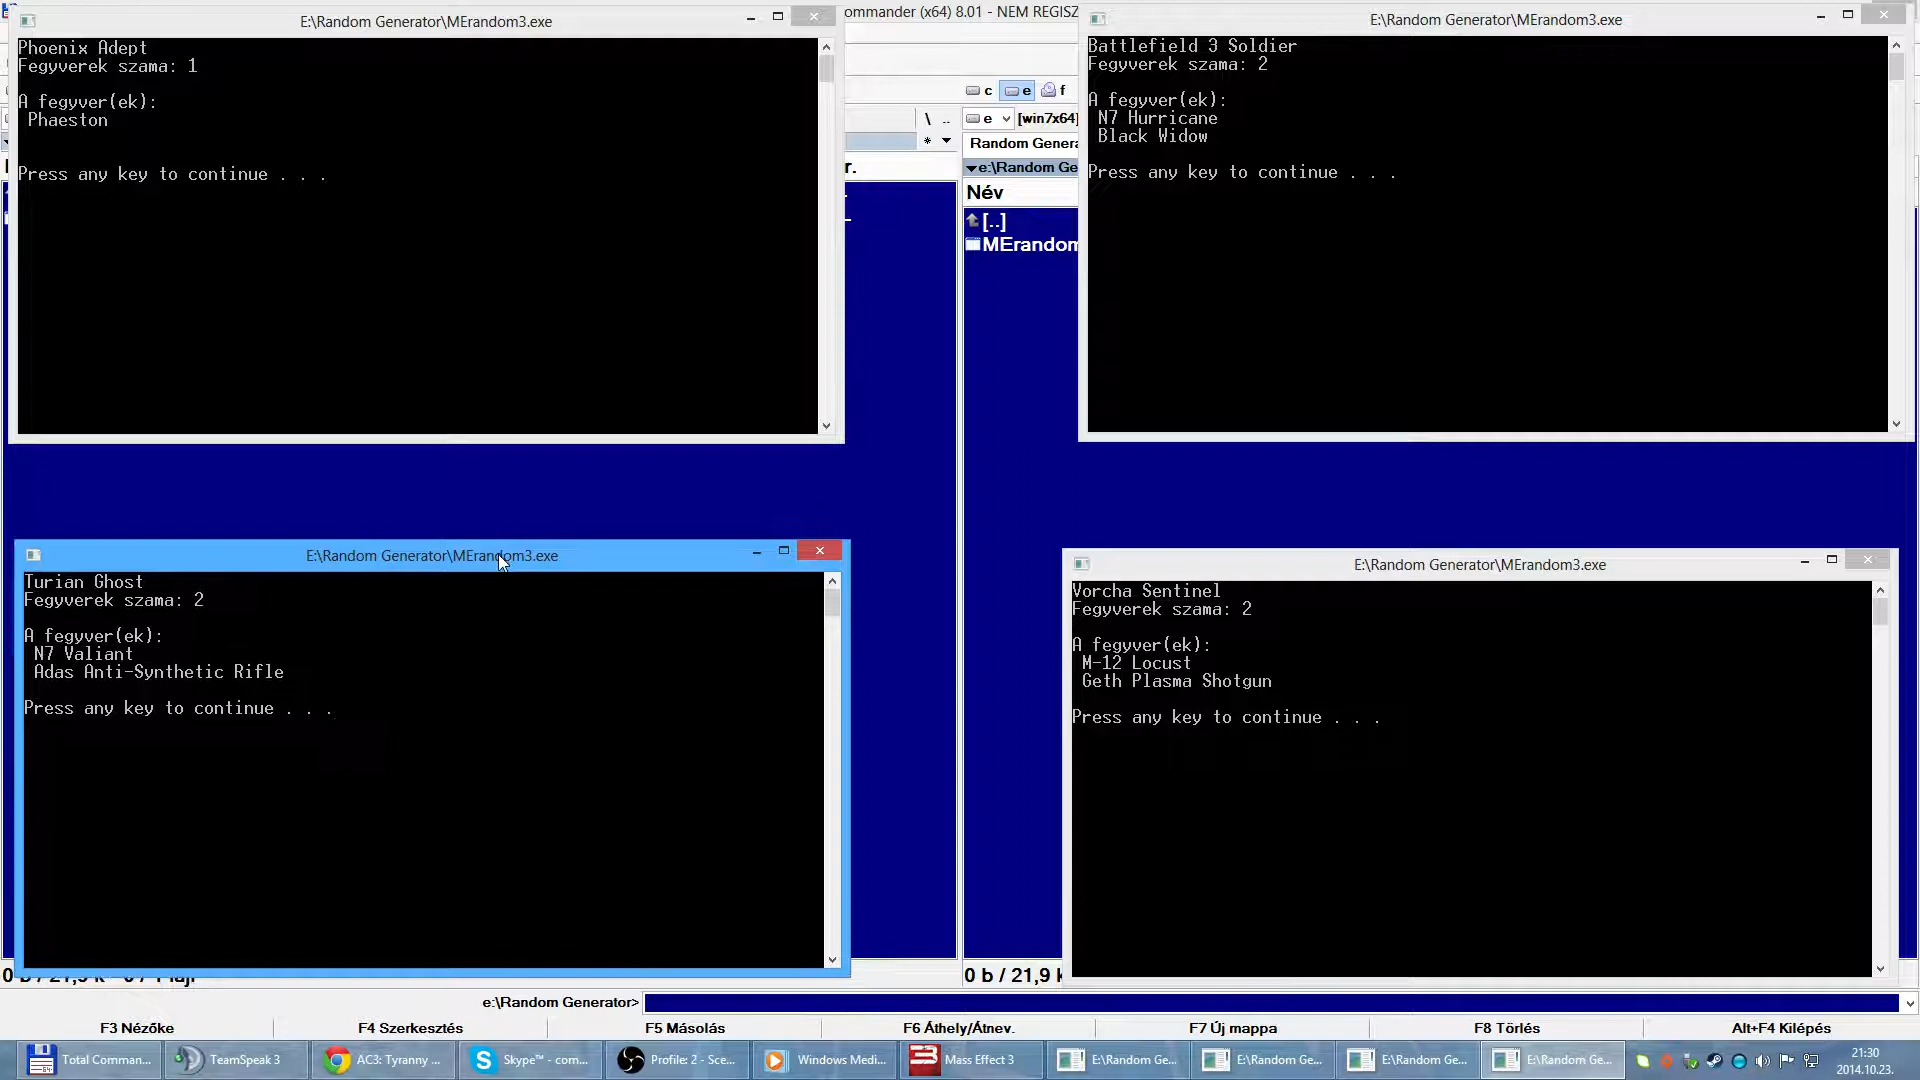 E:\Random Generator\MErandom3.exe
Phoenix Adept
Fegyverek szama: 1
A fegyver(ek):
Phaeston
Press any key to continue . . .
ommander (x64) 8.01 - NEM REGISZ
c e f
\ ..
e [win7x64]
* Random Genera
e:\Random Ge
r.
Név
[..]
MErandom
E:\Random Generator\MErandom3.exe
Battlefield 3 Soldier
Fegyverek szama: 2
A fegyver(ek):
N7 Hurricane
Black Widow
Press any key to continue . . .
E:\Random Generator\MErandom3.exe
Turian Ghost
Fegyverek szama: 2
A fegyver(ek):
N7 Valiant
Adas Anti-Synthetic Rifle
Press any key to continue . . .
E:\Random Generator\MErandom3.exe
Vorcha Sentinel
Fegyverek szama: 2
A fegyver(ek):
M-12 Locust
Geth Plasma Shotgun
Press any key to continue . . .
0 b / 21,9 k
e:\Random Generator>
F3 Nézőke F4 Szerkesztés F5 Másolás F6 Áthely/Átnev. F7 Új mappa F8 Törlés Alt+F4 Kilépés
Total Comman... TeamSpeak 3 AC3: Tyranny ... Skype™ - com... Profile: 2 - Sce... Windows Medi... Mass Effect 3 E:\Random Ge... E:\Random Ge... E:\Random Ge... E:\Random Ge... 21:30
2014.10.23.